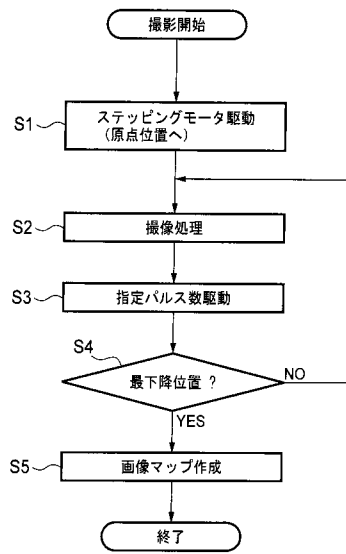 撮影開始
S1
ステッピングモータ駆動
(原点位置へ)
S2
撮像処理
S3
指定パルス数駆動
S4
最下降位置 ?
NO
YES
S5
画像マップ作成
終了